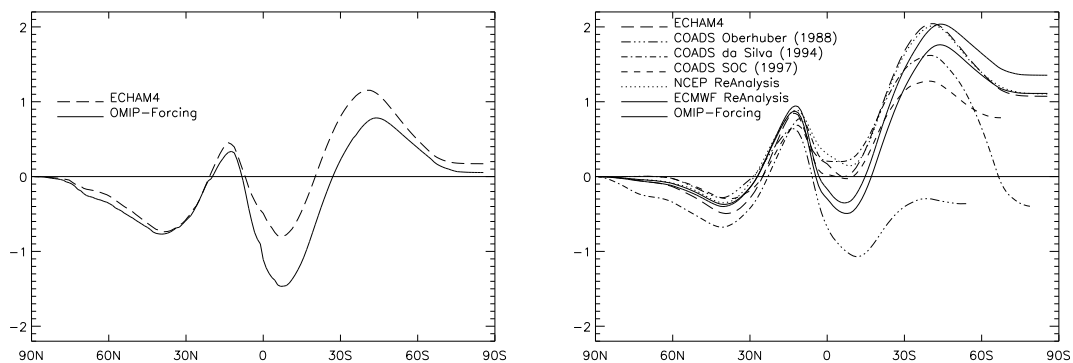 2
1
0
−1
−2
ECHAM4
OMIP−Forcing
90N 60N 30N 0 30S 60S 90S
2
1
0
−1
−2
ECHAM4
COADS Oberhuber (1988)
COADS da Silva (1994)
COADS SOC (1997)
NCEP ReAnalysis
ECMWF ReAnalysis
OMIP−Forcing
90N 60N 30N 0 30S 60S 90S